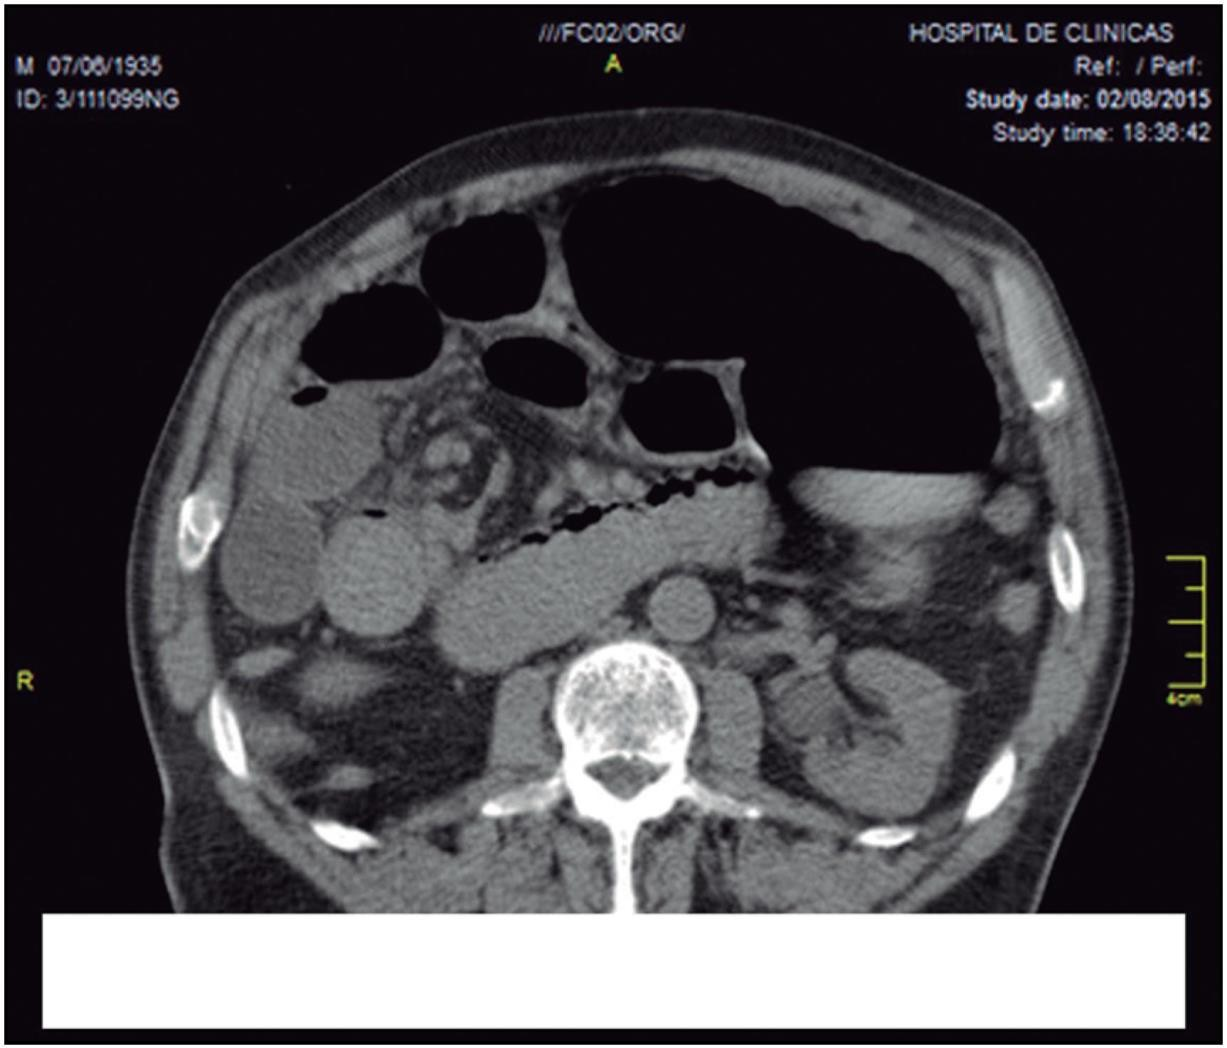 ///FC02/ORG/
HOSPITAL DE CLINICAS
M 07/06/1935
A
Ref: / Perf:
ID: 3/111099NG
Study date: 02/08/2015
Study time: 18:36:42
R
4cm